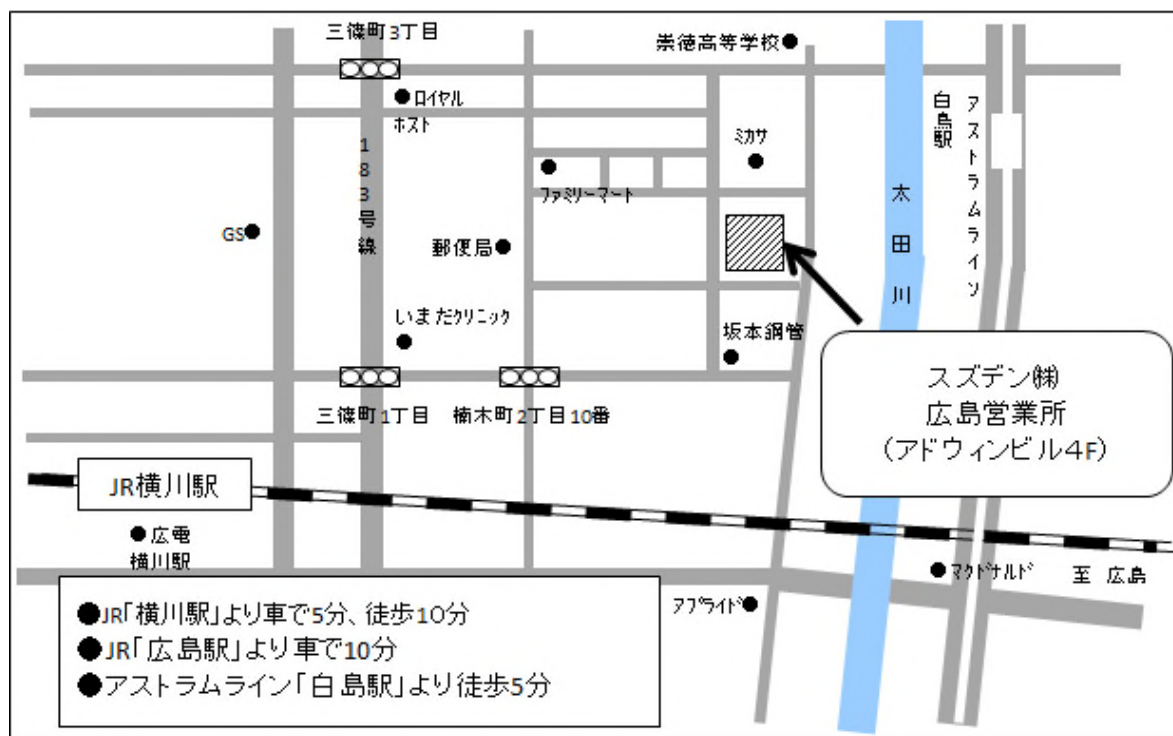 三篠町3丁目
崇徳高等学校
ロイヤル
ホスト
183号線
ミカサ
白島駅
アストラムライン
ファミリーマート
太田川
GS
郵便局
いまだクリニック
坂本鋼管
スズデン㈱
広島営業所
(アドウィンビル4F)
三篠町1丁目
楠木町2丁目10番
JR横川駅
広電
横川駅
マクドナルド
至 広島
アプライド
●JR「横川駅」より車で5分、徒歩10分
●JR「広島駅」より車で10分
●アストラムライン「白島駅」より徒歩5分